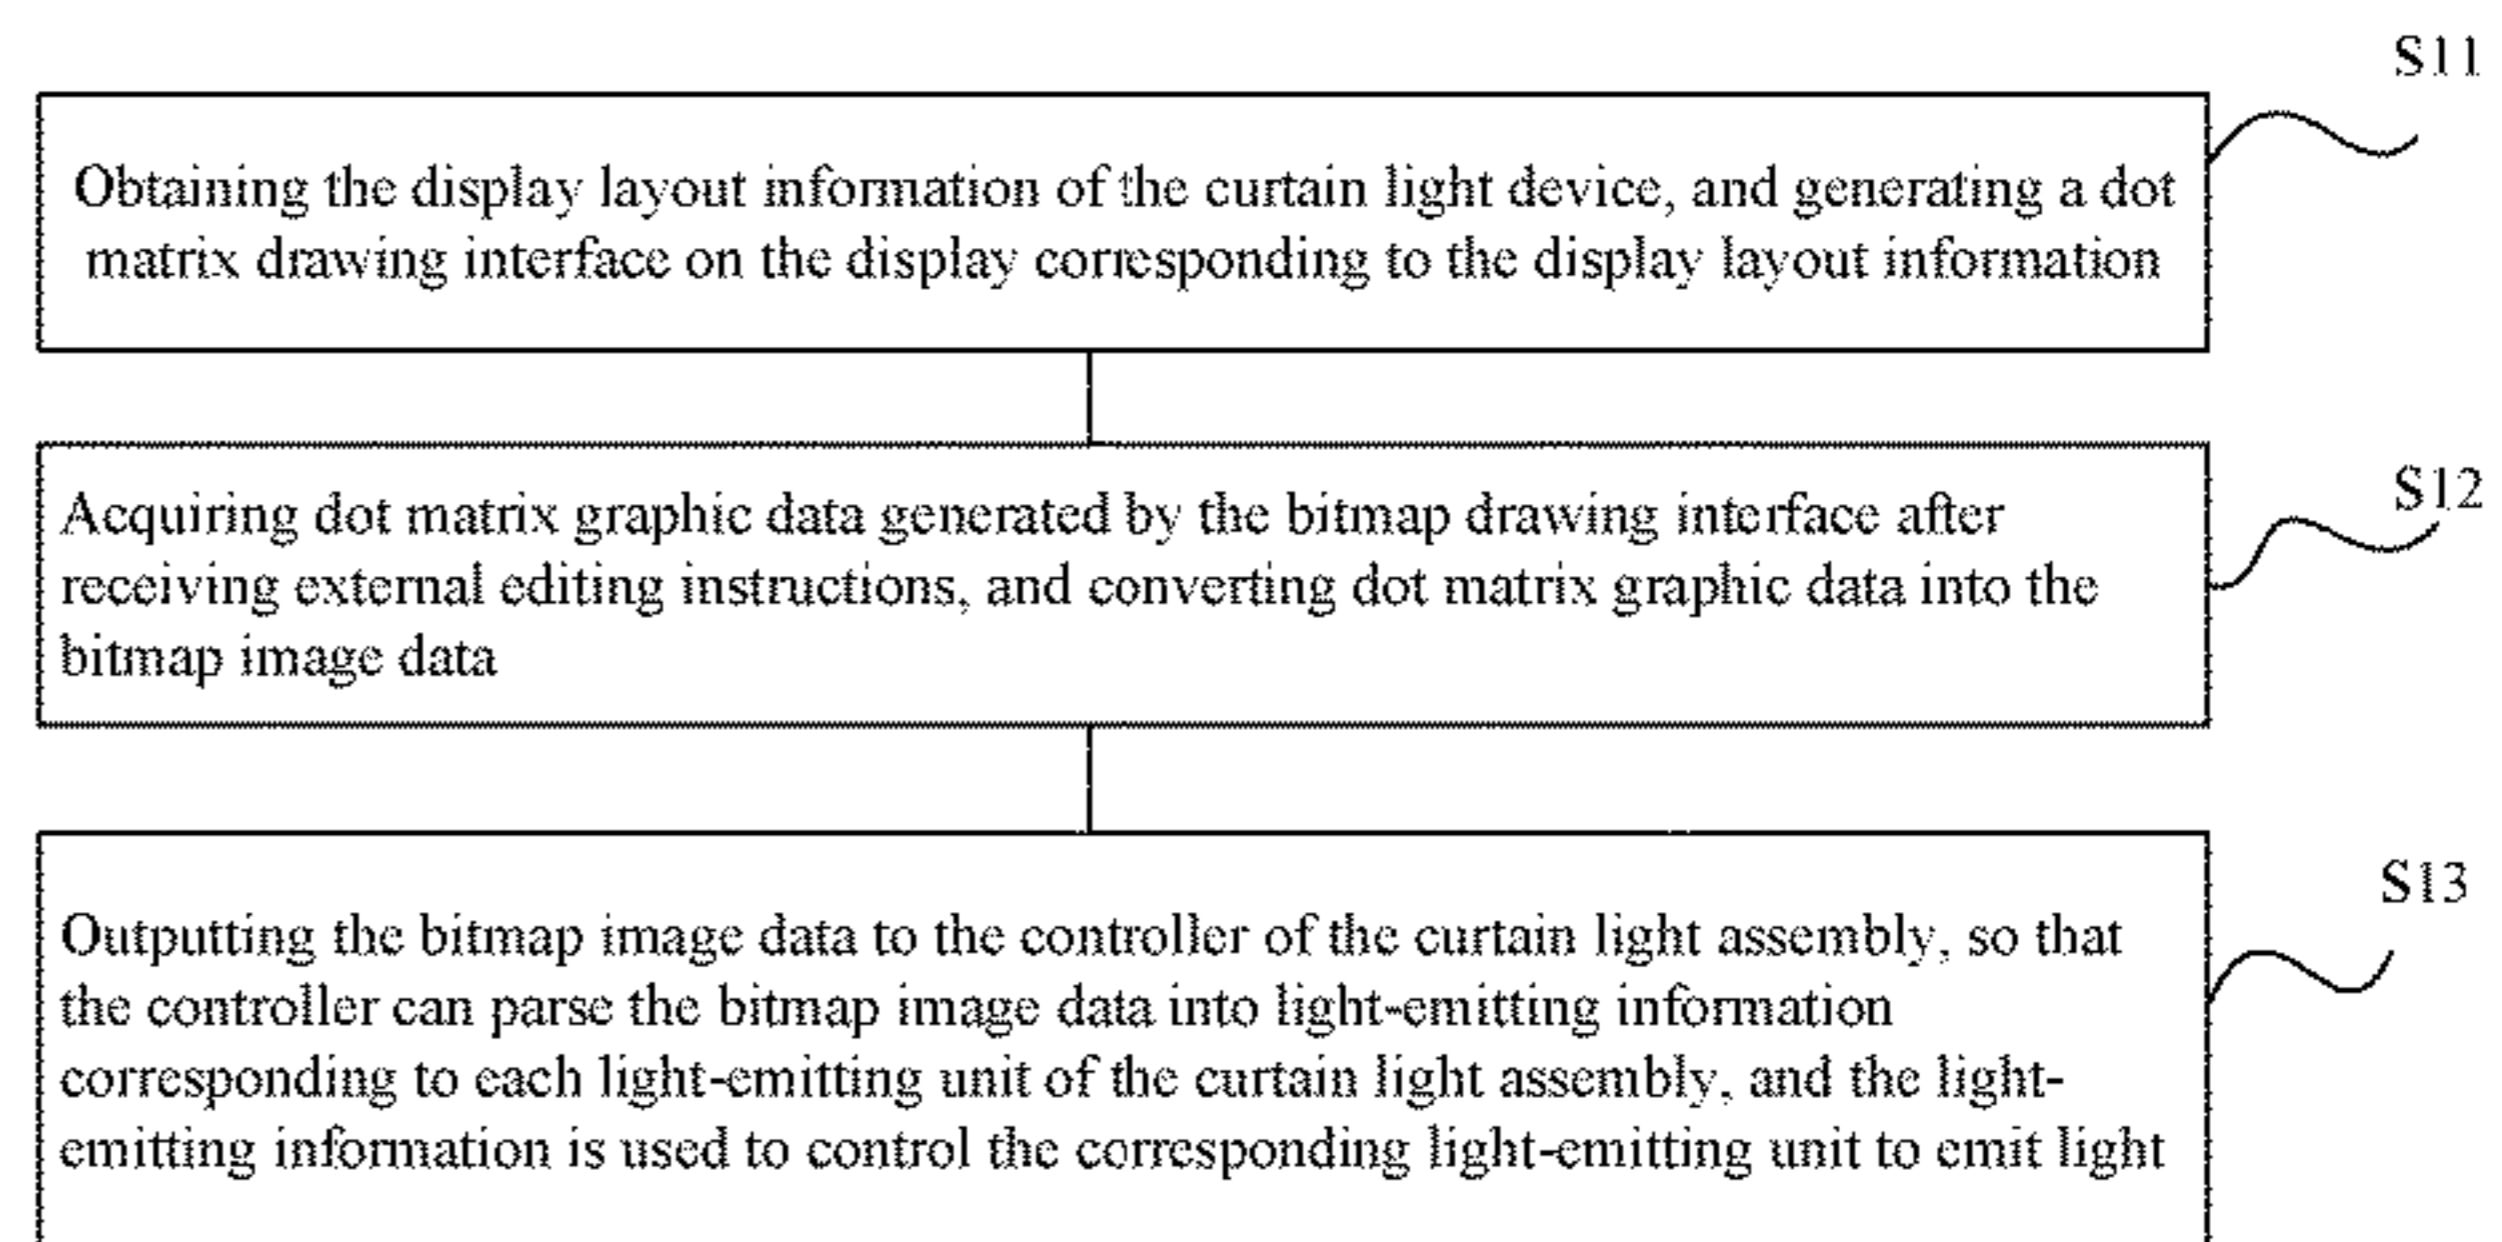 S11
Obtaining the display layout information of the curtain light device, and generating a dot
matrix drawing interface on the display corresponding to the display layout information
S12
Acquiring dot matrix graphic data generated by the bitmap drawing interface after
receiving external editing instructions, and converting dot matrix graphic data into the
bitmap image data
S13
Outputting the bitmap image data to the controller of the curtain light assembly, so that
the controller can parse the bitmap image data into light-emitting information
corresponding to each light-emitting unit of the curtain light assembly, and the light-
emitting information is used to control the corresponding light-emitting unit to emit light